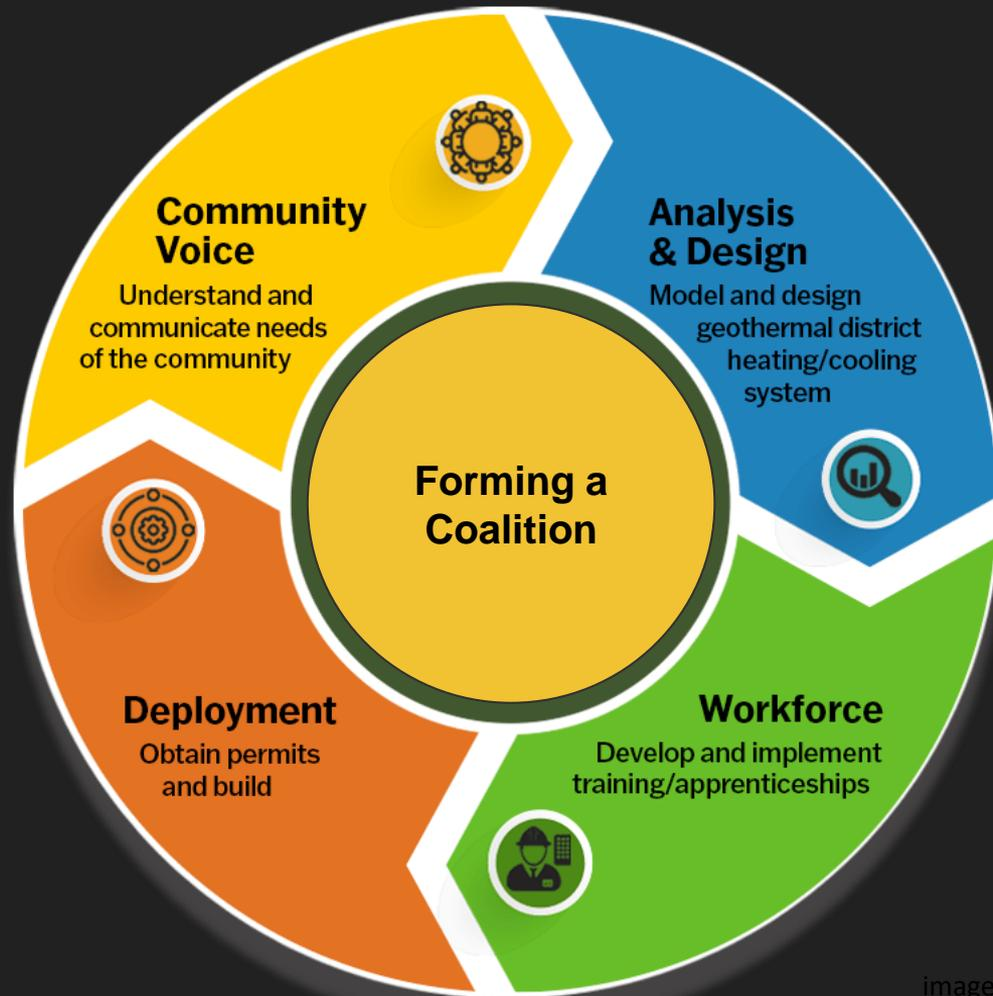 Community
Voice
Understand and
communicate needs
of the community
Analysis
& Design
Model and design
geothermal district
heating/cooling
system
Forming a
Coalition
Deployment
Obtain permits
and build
Workforce
Develop and implement
training/apprenticeships
image